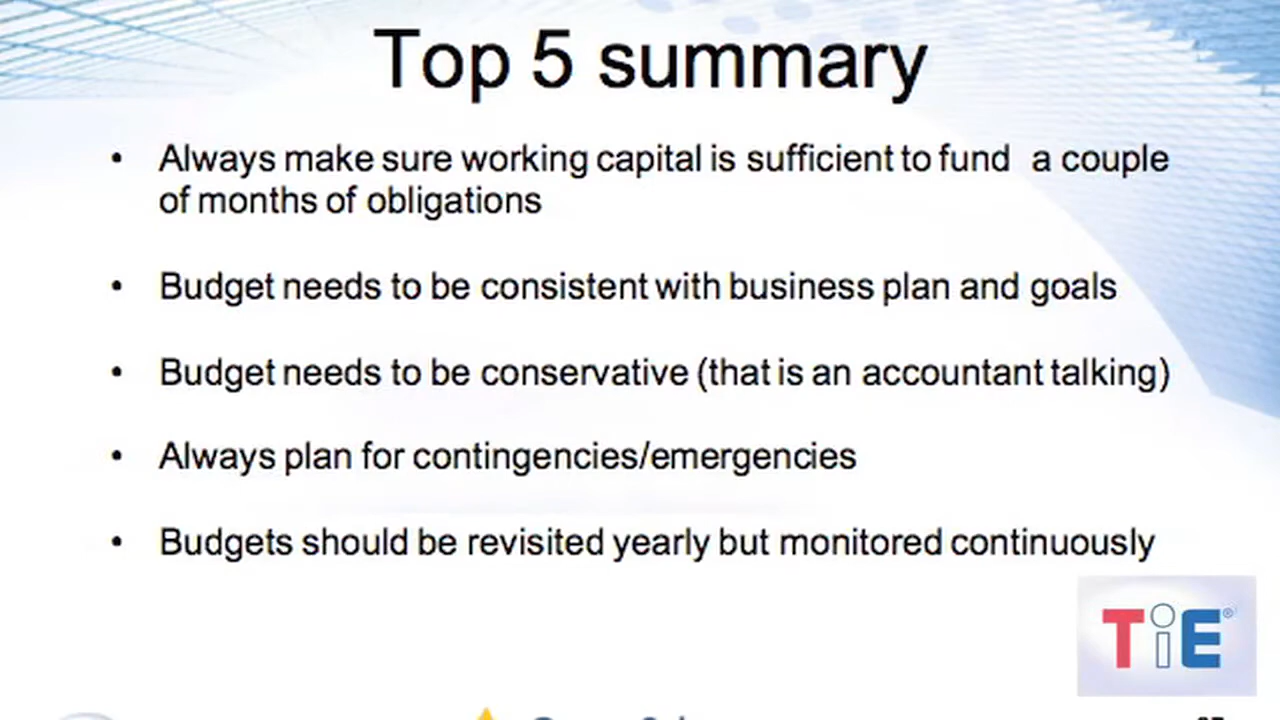 Top 5 summary
• Always make sure working capital is sufficient to fund a couple
of months of obligations
• Budget needs to be consistent with business plan and goals
• Budget needs to be conservative (that is an accountant talking)
• Always plan for contingencies/emergencies
• Budgets should be revisited yearly but monitored continuously
TiE®